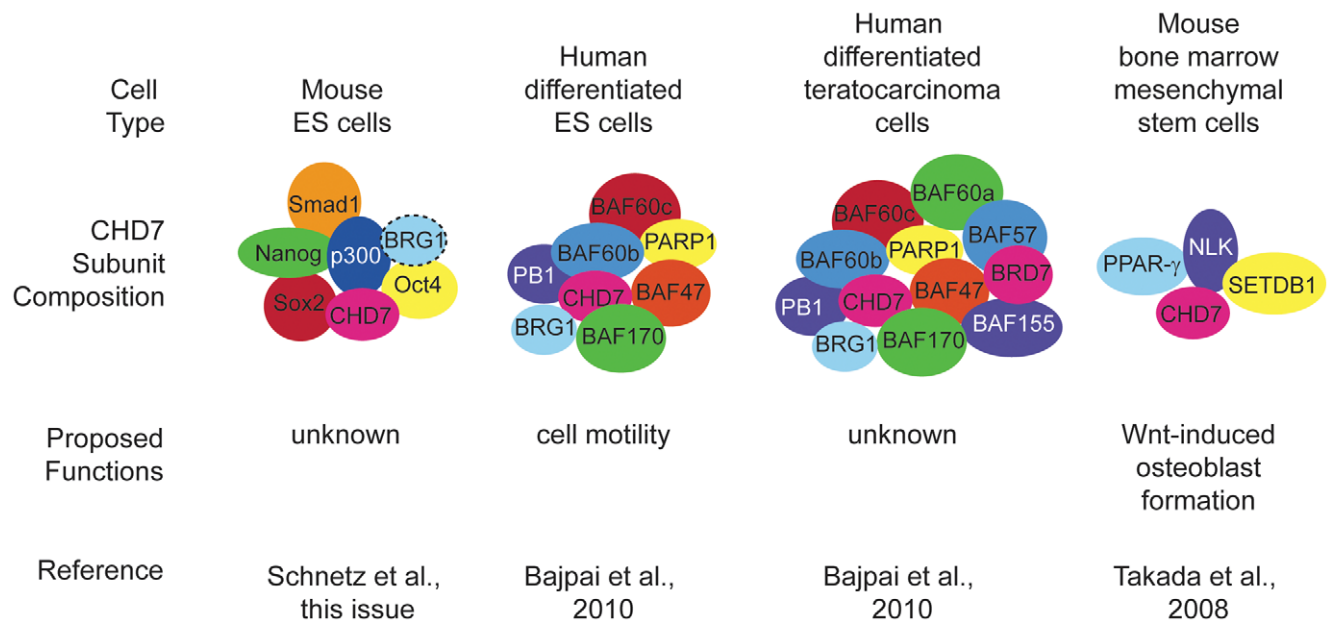 Cell
Type
Mouse
ES cells
Human
differentiated
ES cells
Human
differentiated
teratocarcinoma
cells
Mouse
bone marrow
mesenchymal
stem cells
CHD7
Subunit
Composition
Smad1
Nanog
p300
BRG1
Oct4
Sox2
CHD7
BAF60c
BAF60b
PARP1
PB1
CHD7
BAF47
BRG1
BAF170
BAF60a
BAF60c
BAF57
PARP1
BAF60b
BRD7
PB1
CHD7
BAF47
BAF155
BRG1
BAF170
NLK
PPAR-γ
SETDB1
CHD7
Proposed
Functions
unknown
cell motility
unknown
Wnt-induced
osteoblast
formation
Reference
Schnetz et al.,
this issue
Bajpai et al.,
2010
Bajpai et al.,
2010
Takada et al.,
2008